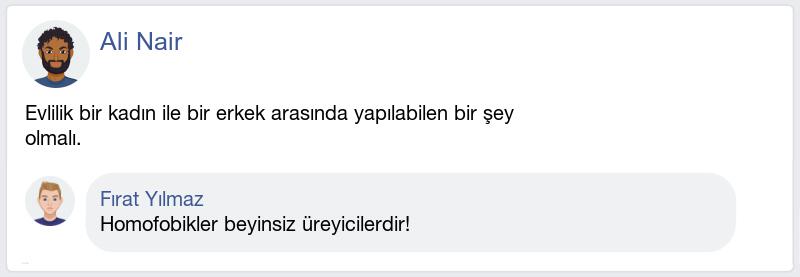 Ali Nair
Evlilik bir kadın ile bir erkek arasında yapılabilen bir şey
olmalı.
Fırat Yılmaz
Homofobikler beyinsiz üreyicilerdir!